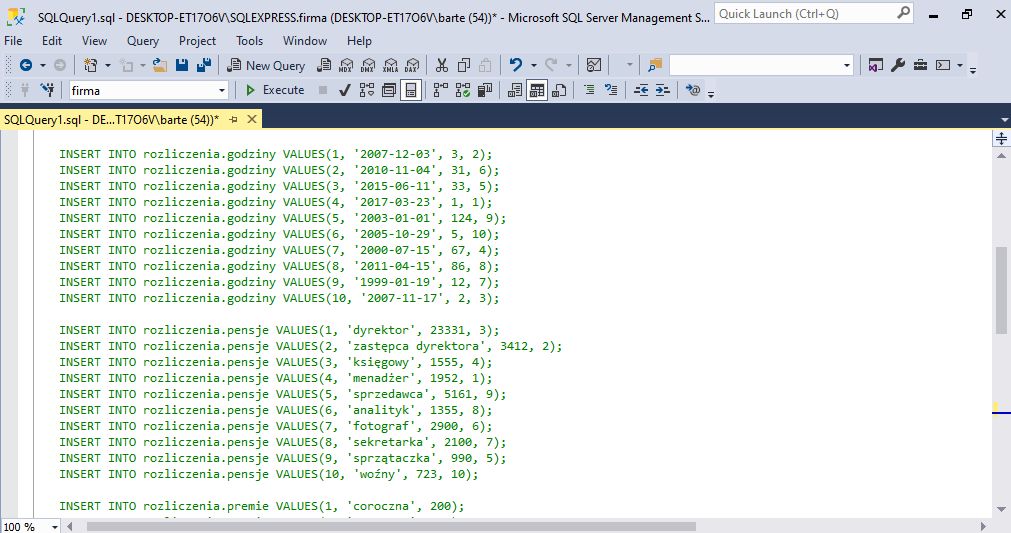 SQLQuery1.sql - DESKTOP-ET17O6V\SQLEXPRESS.firma (DESKTOP-ET17O6V\barte (54))* - Microsoft SQL Server Management S...
Quick Launch (Ctrl+Q)
File Edit View Query Project Tools Window Help
New Query MDX DMX XMLA DAX
firma Execute
SQLQuery1.sql - DE...T17O6V\barte (54))*
INSERT INTO rozliczenia.godziny VALUES(1, '2007-12-03', 3, 2);
INSERT INTO rozliczenia.godziny VALUES(2, '2010-11-04', 31, 6);
INSERT INTO rozliczenia.godziny VALUES(3, '2015-06-11', 33, 5);
INSERT INTO rozliczenia.godziny VALUES(4, '2017-03-23', 1, 1);
INSERT INTO rozliczenia.godziny VALUES(5, '2003-01-01', 124, 9);
INSERT INTO rozliczenia.godziny VALUES(6, '2005-10-29', 5, 10);
INSERT INTO rozliczenia.godziny VALUES(7, '2000-07-15', 67, 4);
INSERT INTO rozliczenia.godziny VALUES(8, '2011-04-15', 86, 8);
INSERT INTO rozliczenia.godziny VALUES(9, '1999-01-19', 12, 7);
INSERT INTO rozliczenia.godziny VALUES(10, '2007-11-17', 2, 3);
INSERT INTO rozliczenia.pensje VALUES(1, 'dyrektor', 23331, 3);
INSERT INTO rozliczenia.pensje VALUES(2, 'zastępca dyrektora', 3412, 2);
INSERT INTO rozliczenia.pensje VALUES(3, 'księgowy', 1555, 4);
INSERT INTO rozliczenia.pensje VALUES(4, 'menadżer', 1952, 1);
INSERT INTO rozliczenia.pensje VALUES(5, 'sprzedawca', 5161, 9);
INSERT INTO rozliczenia.pensje VALUES(6, 'analityk', 1355, 8);
INSERT INTO rozliczenia.pensje VALUES(7, 'fotograf', 2900, 6);
INSERT INTO rozliczenia.pensje VALUES(8, 'sekretarka', 2100, 7);
INSERT INTO rozliczenia.pensje VALUES(9, 'sprzątaczka', 990, 5);
INSERT INTO rozliczenia.pensje VALUES(10, 'woźny', 723, 10);
INSERT INTO rozliczenia.premie VALUES(1, 'coroczna', 200);
100 %